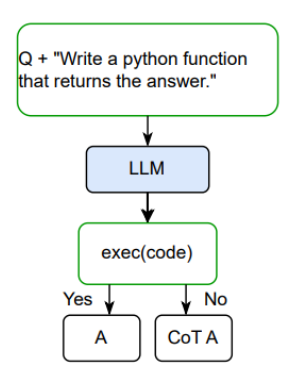 Q + "Write a python function
that returns the answer."
LLM
exec(code)
Yes
No
A
CoT A